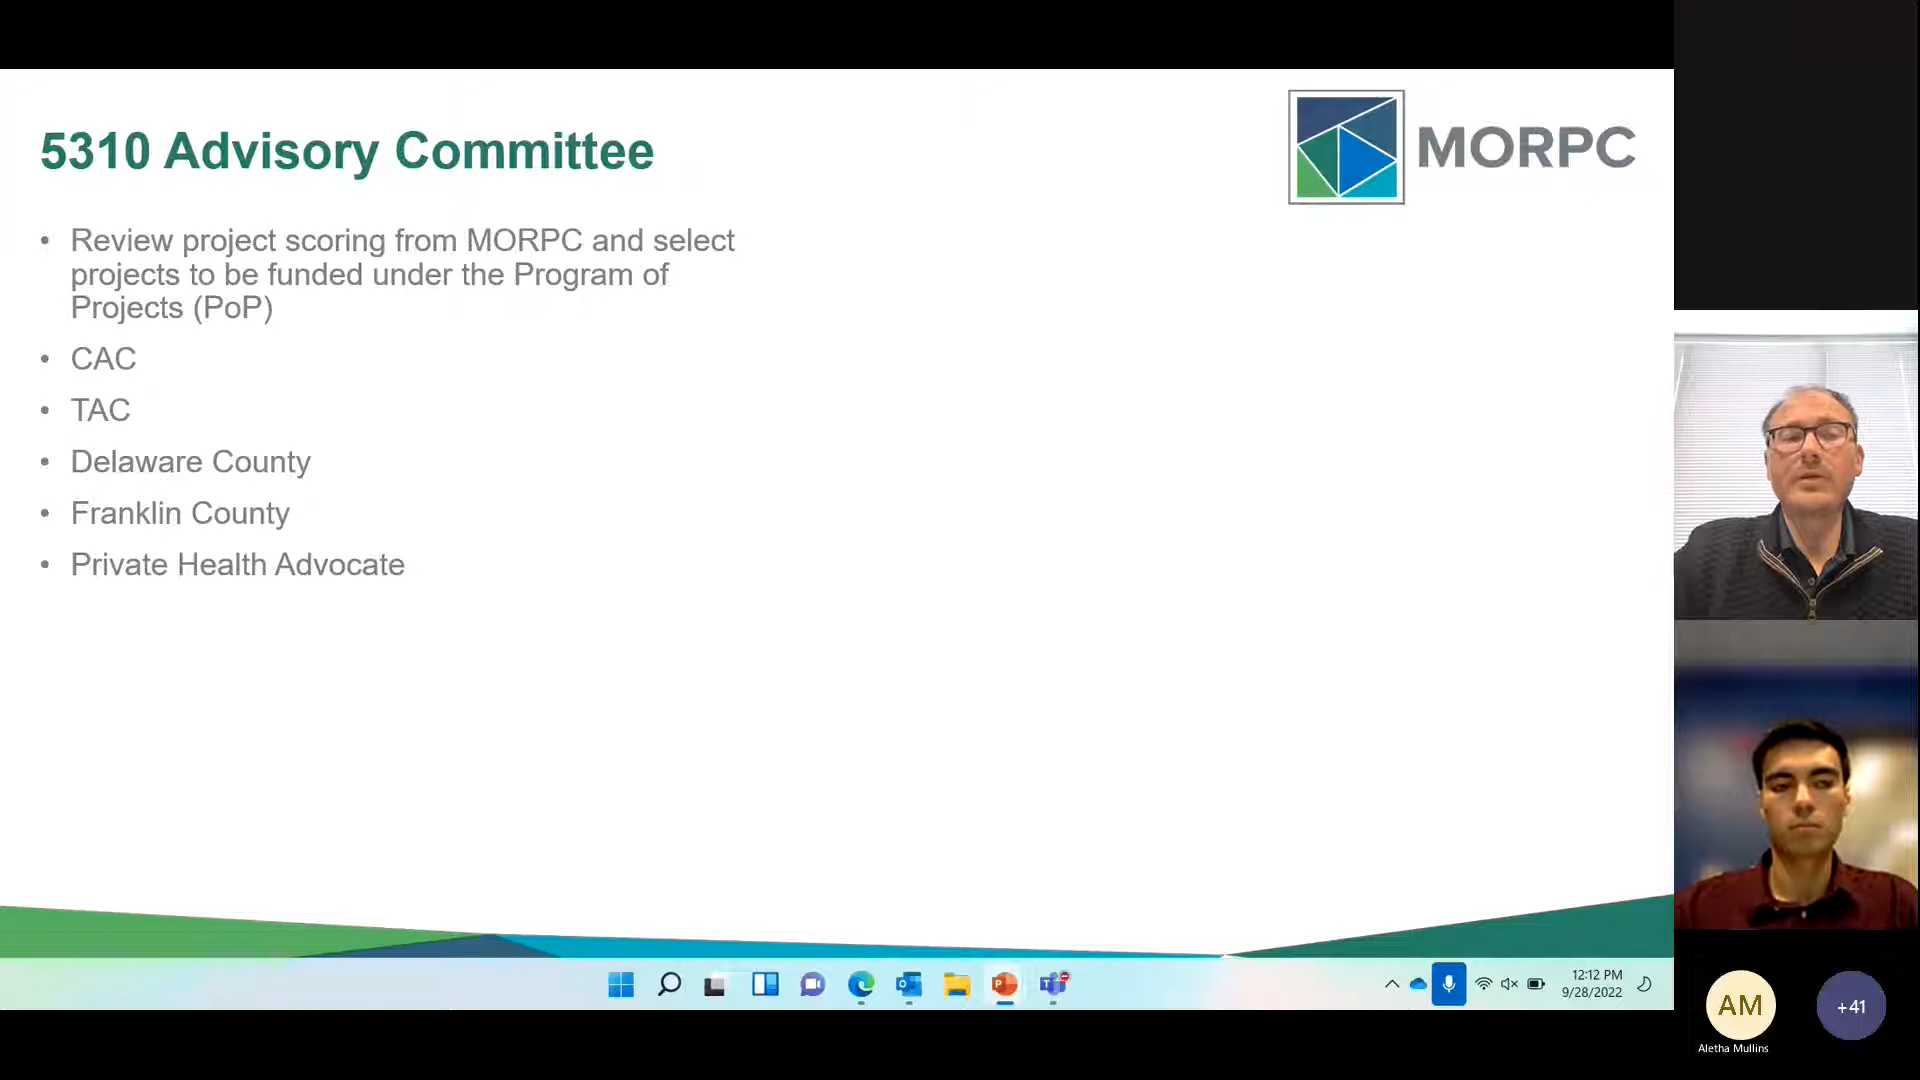 5310 Advisory Committee
MORPC
• Review project scoring from MORPC and select
projects to be funded under the Program of
Projects (PoP)
• CAC
• TAC
• Delaware County
• Franklin County
• Private Health Advocate
12:12 PM
9/28/2022
AM
+41
Aletha Mullins